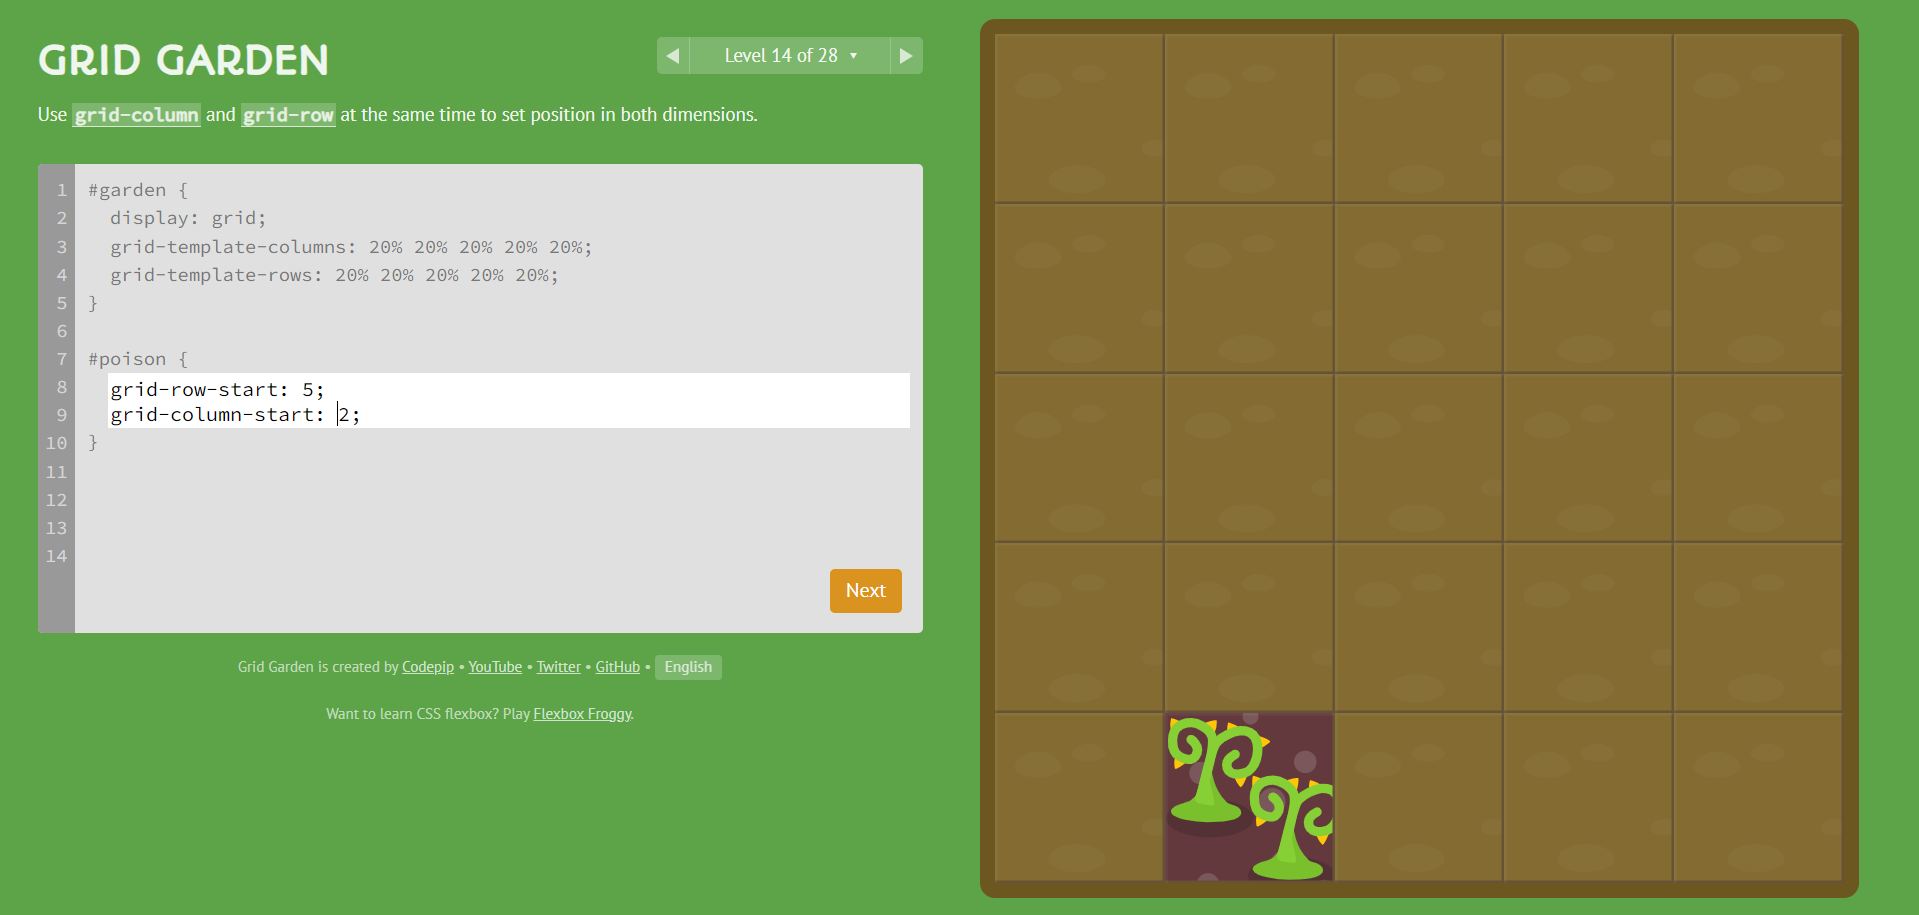 GRID GARDEN
◀ Level 14 of 28 ▼ ▶
Use grid-column and grid-row at the same time to set position in both dimensions.
1 #garden {
2 display: grid;
3 grid-template-columns: 20% 20% 20% 20% 20%;
4 grid-template-rows: 20% 20% 20% 20% 20%;
5 }
6
7 #poison {
8 grid-row-start: 5;
9 grid-column-start: 2;
10 }
11
12
13
14
Next
Grid Garden is created by Codepip • YouTube • Twitter • GitHub • English
Want to learn CSS flexbox? Play Flexbox Froggy.